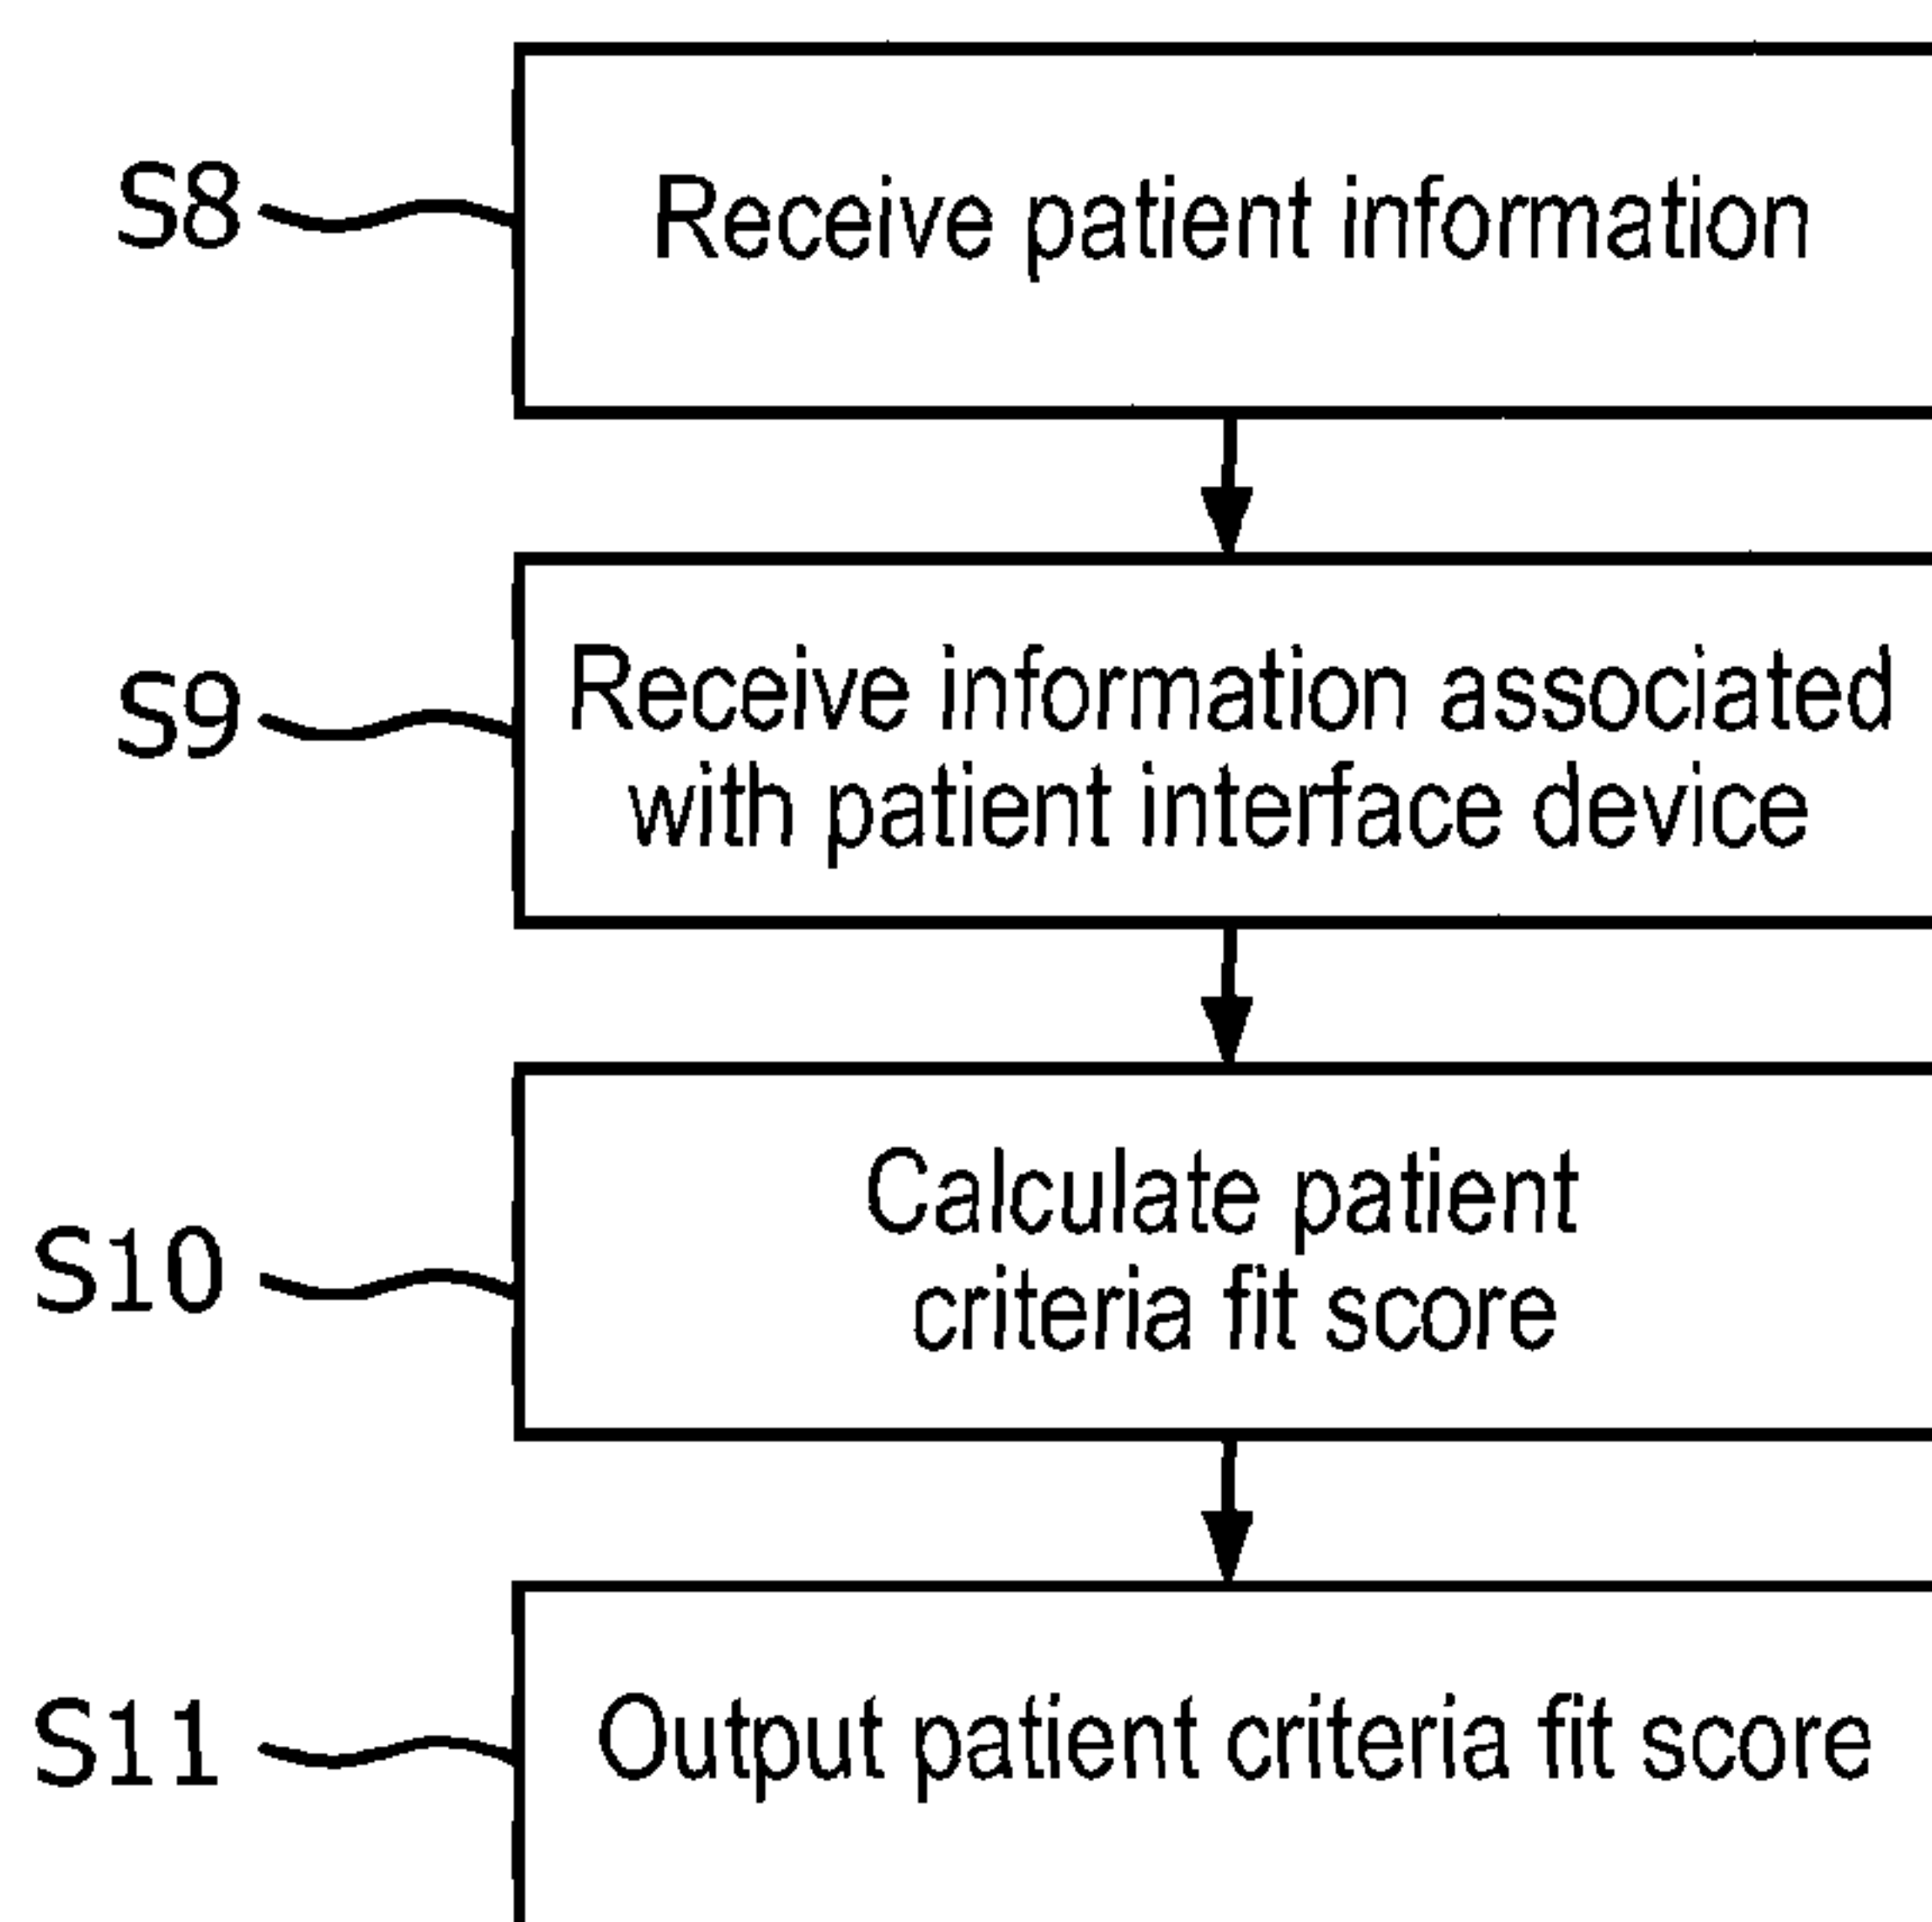 S8
Receive patient information
S9
Receive information associated
with patient interface device
S10
Calculate patient
criteria fit score
S11
Output patient criteria fit score